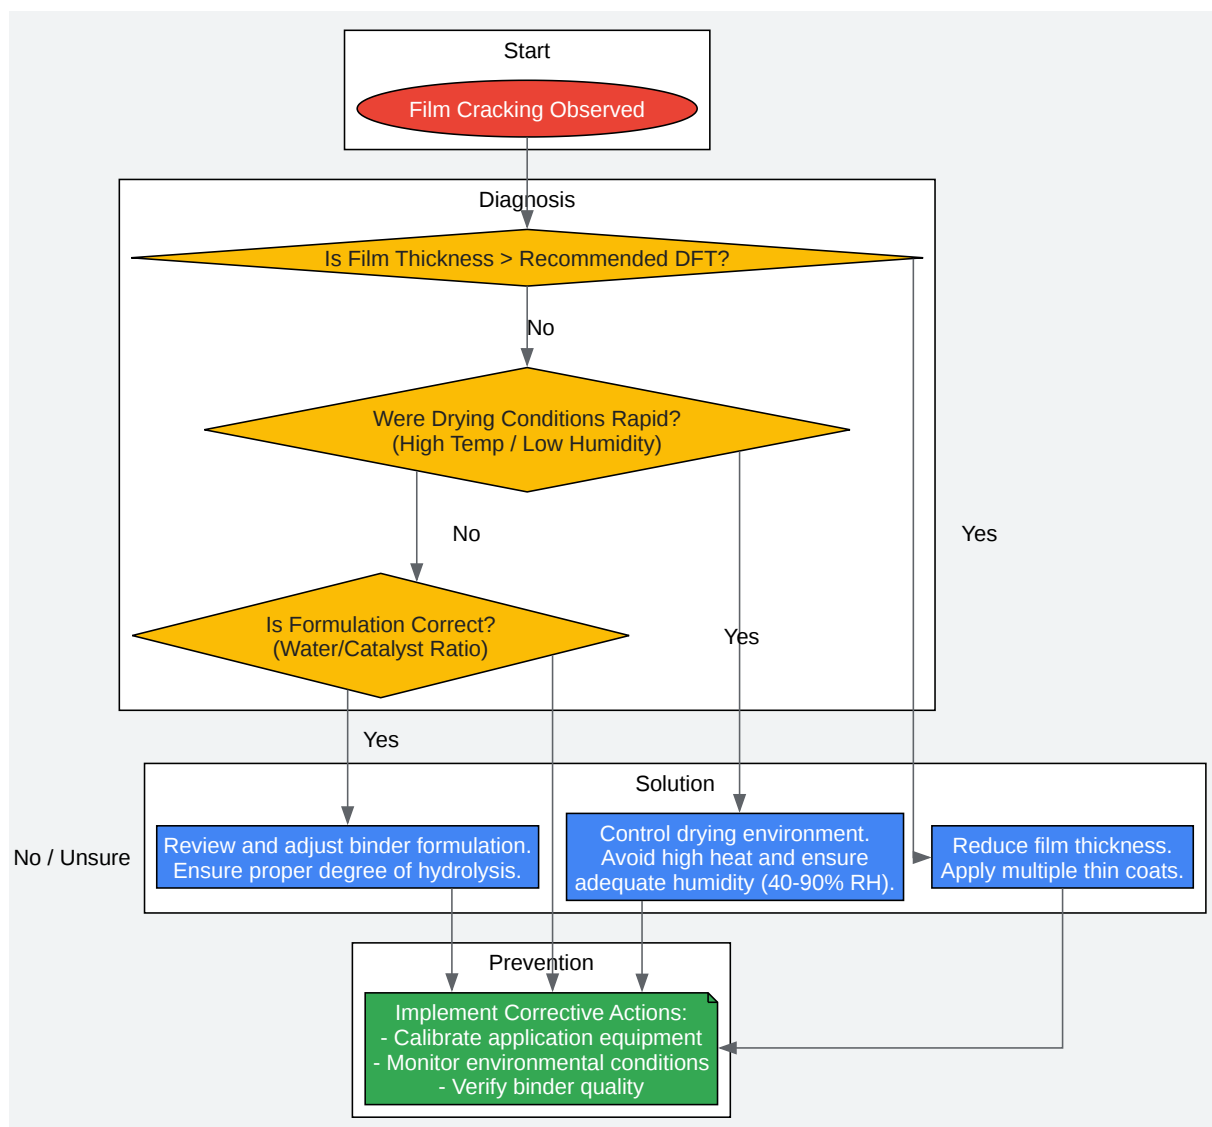 Start
Film Cracking Observed
Diagnosis
Is Film Thickness > Recommended DFT?
No
Were Drying Conditions Rapid?
(High Temp / Low Humidity)
No
Yes
Is Formulation Correct?
(Water/Catalyst Ratio)
Yes
Yes
Solution
No / Unsure
Review and adjust binder formulation.
Ensure proper degree of hydrolysis.
Control drying environment.
Avoid high heat and ensure
adequate humidity (40-90% RH).
Reduce film thickness.
Apply multiple thin coats.
Prevention
Implement Corrective Actions:
- Calibrate application equipment
- Monitor environmental conditions
- Verify binder quality